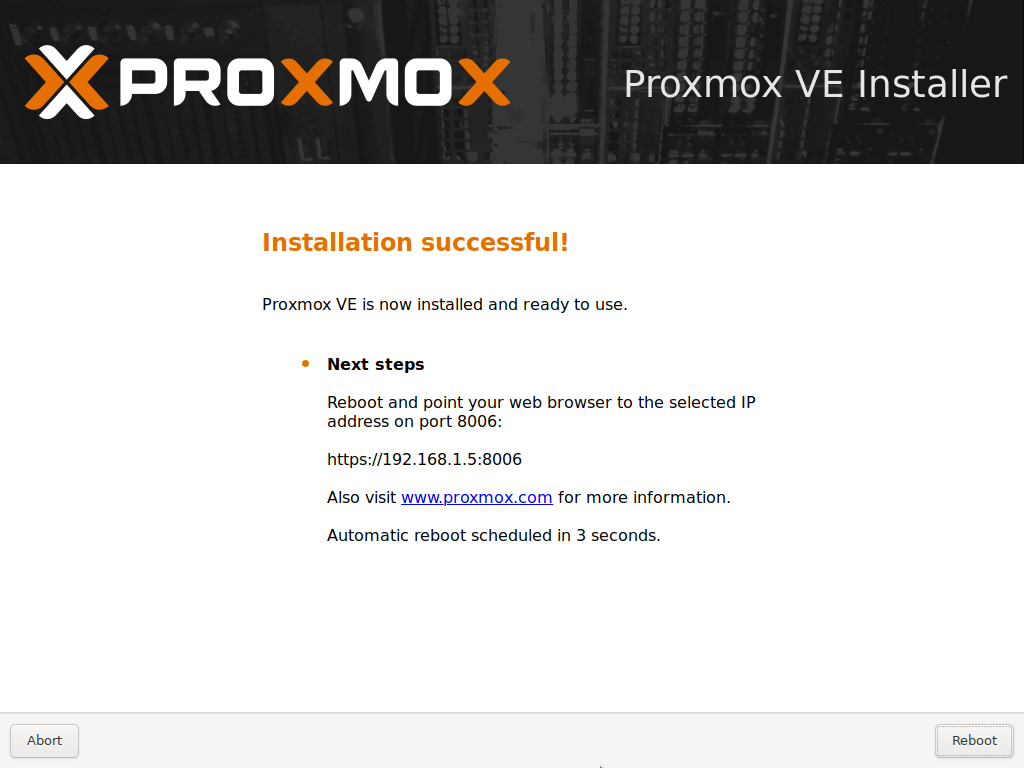 PROXMOX
Proxmox VE Installer
Installation successful!
Proxmox VE is now installed and ready to use.
Next steps
Reboot and point your web browser to the selected IP
address on port 8006:
https://192.168.1.5:8006
Also visit www.proxmox.com for more information.
Automatic reboot scheduled in 3 seconds.
Abort
Reboot